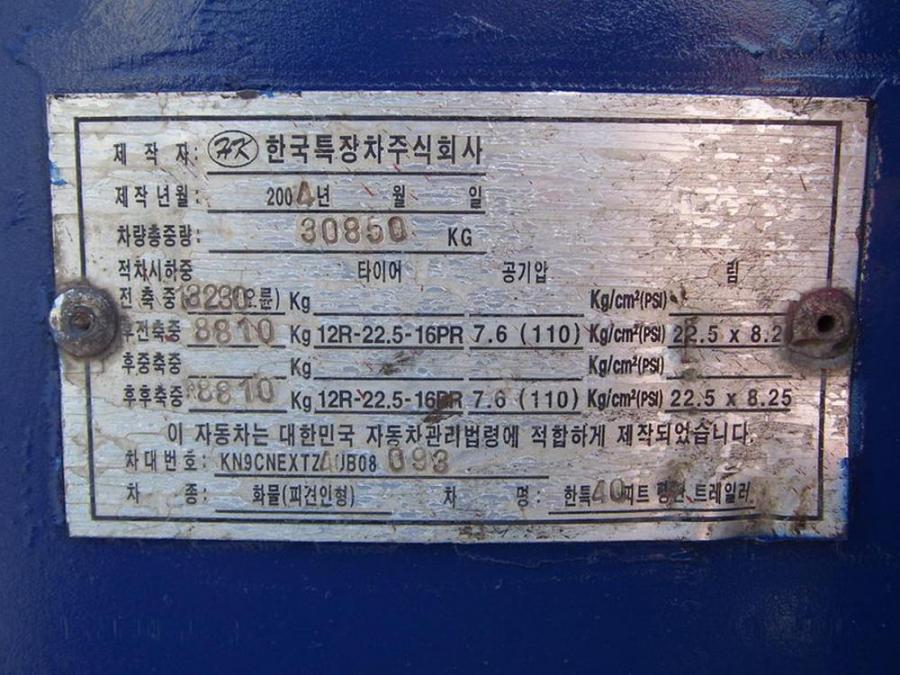 제 작 자: HK 한국특장차주식회사
제작년월: 2004년 월 일
차량총중량: 30850 KG
적차시하중 타이어 공기압 림
전축중(오륜) Kg Kg/cm²(PSI)
후전축중 8810 Kg 12R-22.5-16PR 7.6 (110) Kg/cm²(PSI) 22.5 x 8.2
후중축중 Kg Kg/cm²(PSI)
후후축중 8810 Kg 12R-22.5-16PR 7.6 (110) Kg/cm²(PSI) 22.5 x 8.25
이 자동차는 대한민국 자동차관리법령에 적합하게 제작되었습니다.
차대번호: KN9CNEXTZ4JB08 093
차 종: 화물(피견인형) 차 명: 한특40피트 평판 트레일러